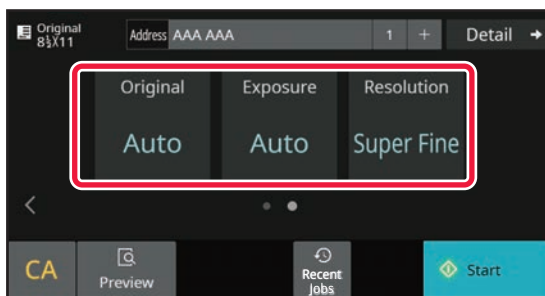 Original
8½X11
Address AAA AAA
1
+
Detail
Original
Exposure
Resolution
Auto
Auto
Super Fine
CA
Preview
Recent
Jobs
Start